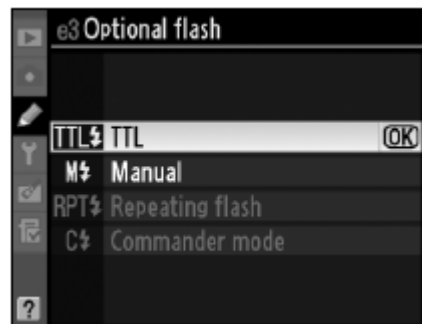 e3 Optional flash
TTL TTL OK
M Manual
RPT Repeating flash
C Commander mode
?